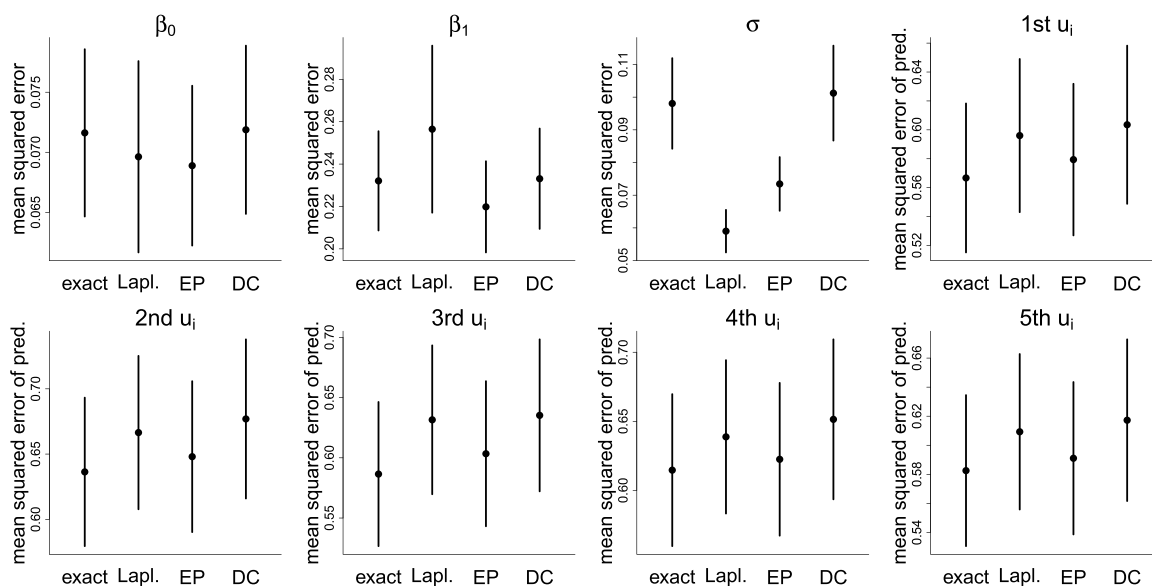 β0
mean squared error
0.075
0.070
0.065
exact Lapl. EP DC
β1
mean squared error
0.28
0.26
0.24
0.22
0.20
exact Lapl. EP DC
σ
mean squared error
0.11
0.09
0.07
0.05
exact Lapl. EP DC
1st ui
mean squared error of pred.
0.64
0.60
0.56
0.52
exact Lapl. EP DC
2nd ui
mean squared error of pred.
0.70
0.65
0.60
exact Lapl. EP DC
3rd ui
mean squared error of pred.
0.70
0.65
0.60
0.55
exact Lapl. EP DC
4th ui
mean squared error of pred.
0.70
0.65
0.60
exact Lapl. EP DC
5th ui
mean squared error of pred.
0.66
0.62
0.58
0.54
exact Lapl. EP DC